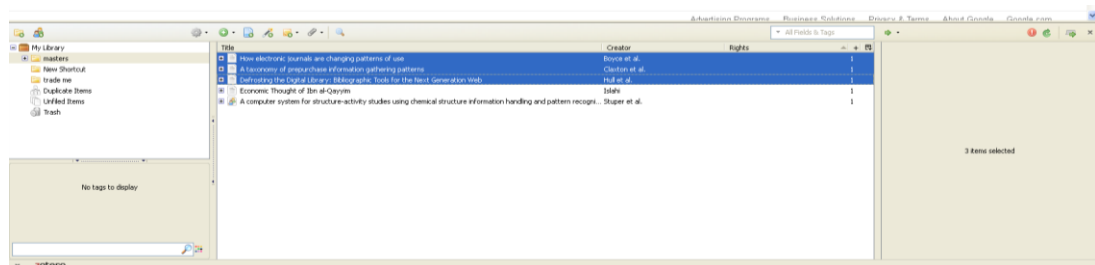 Advertising Programs Business Solutions Privacy & Terms About Google Google.com
All Fields & Tags
My Library
masters
New Shortcut
trade me
Duplicate Items
Unfiled Items
Trash
No tags to display
Title Creator Rights
How electronic journals are changing patterns of use Boyce et al. 1
A taxonomy of prepurchase information gathering patterns Claxton et al. 1
Defrosting the Digital Library: Bibliographic Tools for the Next Generation Web Hull et al. 1
Economic Thought of Ibn al-Qayyim Islahi 1
A computer system for structure-activity studies using chemical structure information handling and pattern recogni... Stuper et al. 1
3 items selected
zotero